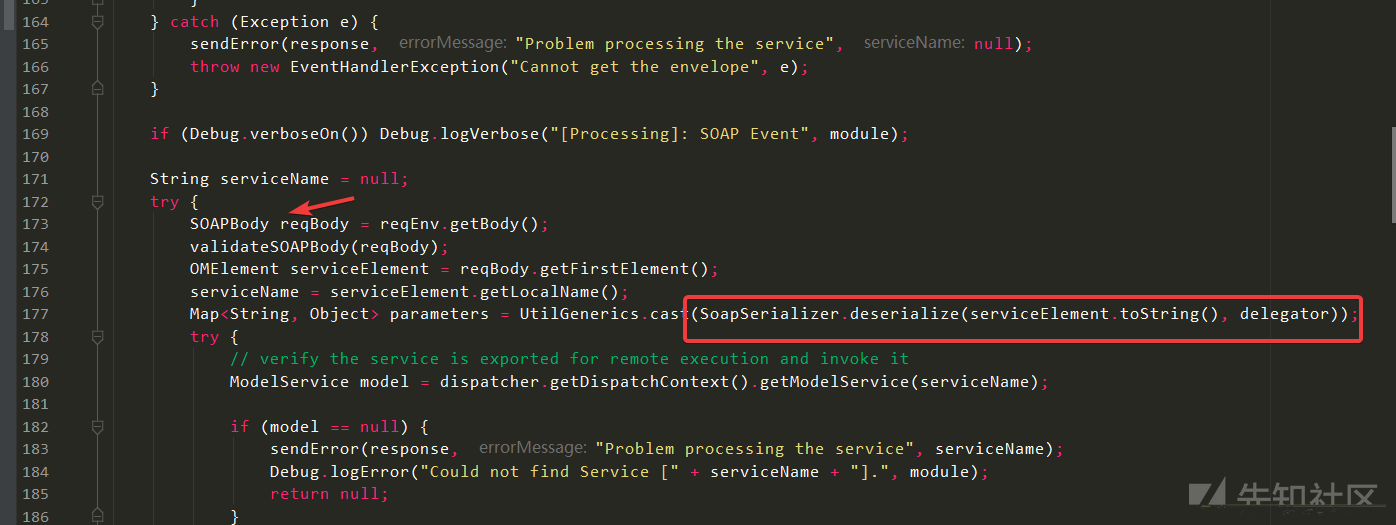 165 }
164 } catch (Exception e) {
165 sendError(response, errorMessage: "Problem processing the service", serviceName: null);
166 throw new EventHandlerException("Cannot get the envelope", e);
167 }
168
169 if (Debug.verboseOn()) Debug.logVerbose("[Processing]: SOAP Event", module);
170
171 String serviceName = null;
172 try {
173 SOAPBody reqBody = reqEnv.getBody();
174 validateSOAPBody(reqBody);
175 OMElement serviceElement = reqBody.getFirstElement();
176 serviceName = serviceElement.getLocalName();
177 Map<String, Object> parameters = UtilGenerics.cast(SoapSerializer.deserialize(serviceElement.toString(), delegator));
178 try {
179 // verify the service is exported for remote execution and invoke it
180 ModelService model = dispatcher.getDispatchContext().getModelService(serviceName);
181
182 if (model == null) {
183 sendError(response, errorMessage: "Problem processing the service", serviceName);
184 Debug.logError("Could not find Service [" + serviceName + "].", module);
185 return null;
186 }
先知社区